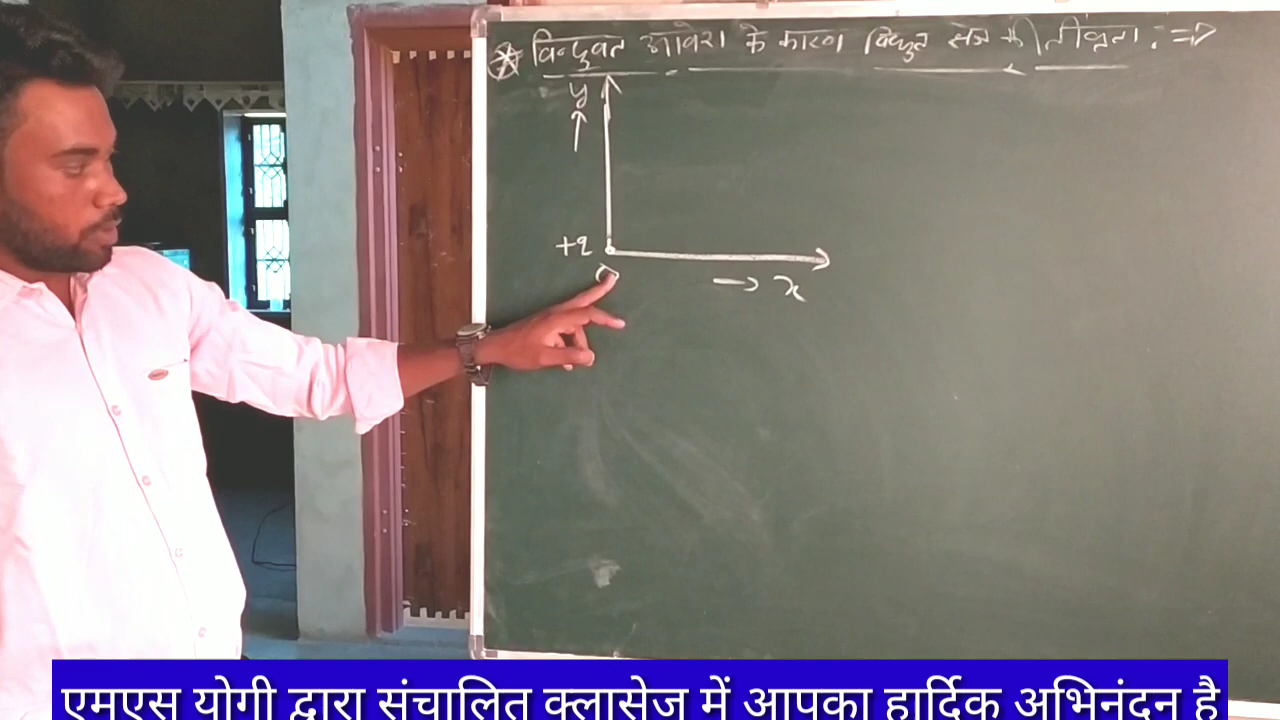 विन्दुवत आवेश के कारण विद्युत क्षेत्र की तीव्रता :⇒
y
+q
O
→ x
एमएस योगी द्वारा संचालित क्लासेज में आपका हार्दिक अभिनंदन है